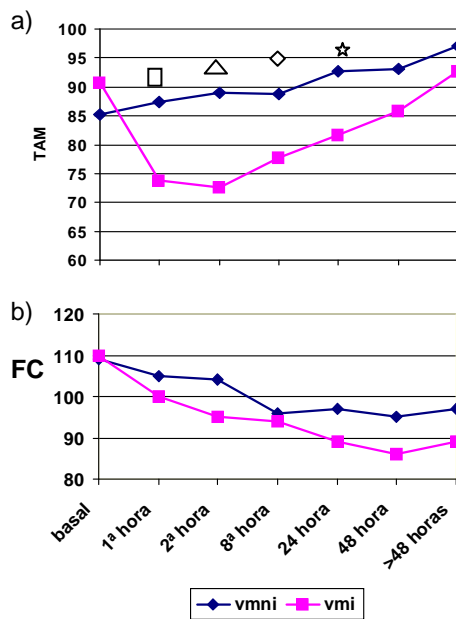 a)
100
95
90
85
80
75
70
65
60
TAM
b)
120
110
100
90
80
FC
basal
1ª hora
2ª hora
8ª hora
24 hora
48 hora
>48 horas
vmni
vmi